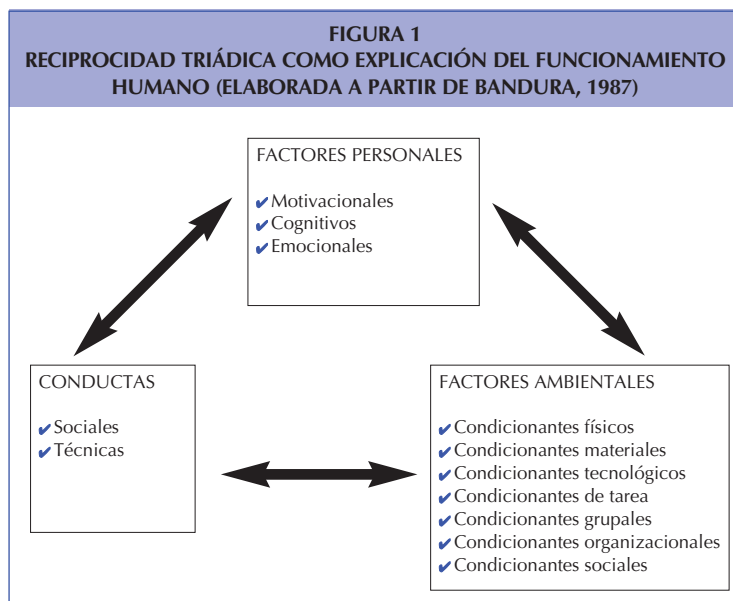 FIGURA 1
RECIPROCIDAD TRIÁDICA COMO EXPLICACIÓN DEL FUNCIONAMIENTO
HUMANO (ELABORADA A PARTIR DE BANDURA, 1987)
FACTORES PERSONALES
✔ Motivacionales
✔ Cognitivos
✔ Emocionales
CONDUCTAS
✔ Sociales
✔ Técnicas
FACTORES AMBIENTALES
✔ Condicionantes físicos
✔ Condicionantes materiales
✔ Condicionantes tecnológicos
✔ Condicionantes de tarea
✔ Condicionantes grupales
✔ Condicionantes organizacionales
✔ Condicionantes sociales